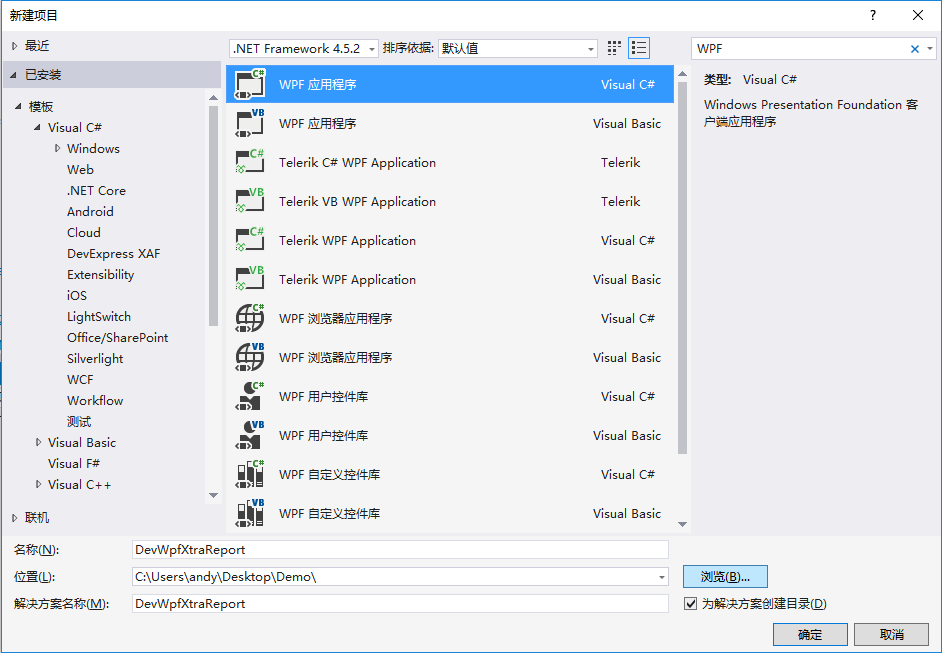 新建项目
?
最近
.NET Framework 4.5.2
排序依据:
默认值
WPF
已安装
模板
Visual C#
Windows
Web
.NET Core
Android
Cloud
DevExpress XAF
Extensibility
iOS
LightSwitch
Office/SharePoint
Silverlight
WCF
Workflow
测试
Visual Basic
Visual F#
Visual C++
联机
C# WPF 应用程序 Visual C#
VB WPF 应用程序 Visual Basic
C# Telerik C# WPF Application Telerik
VB Telerik VB WPF Application Telerik
C# Telerik WPF Application Visual C#
VB Telerik WPF Application Visual Basic
C# WPF 浏览器应用程序 Visual C#
VB WPF 浏览器应用程序 Visual Basic
C# WPF 用户控件库 Visual C#
VB WPF 用户控件库 Visual Basic
C# WPF 自定义控件库 Visual C#
VB WPF 自定义控件库 Visual Basic
类型: Visual C#
Windows Presentation Foundation 客
户端应用程序
名称(N): DevWpfXtraReport
位置(L): C:\Users\andy\Desktop\Demo\ 浏览(B)...
解决方案名称(M): DevWpfXtraReport 为解决方案创建目录(D)
确定 取消